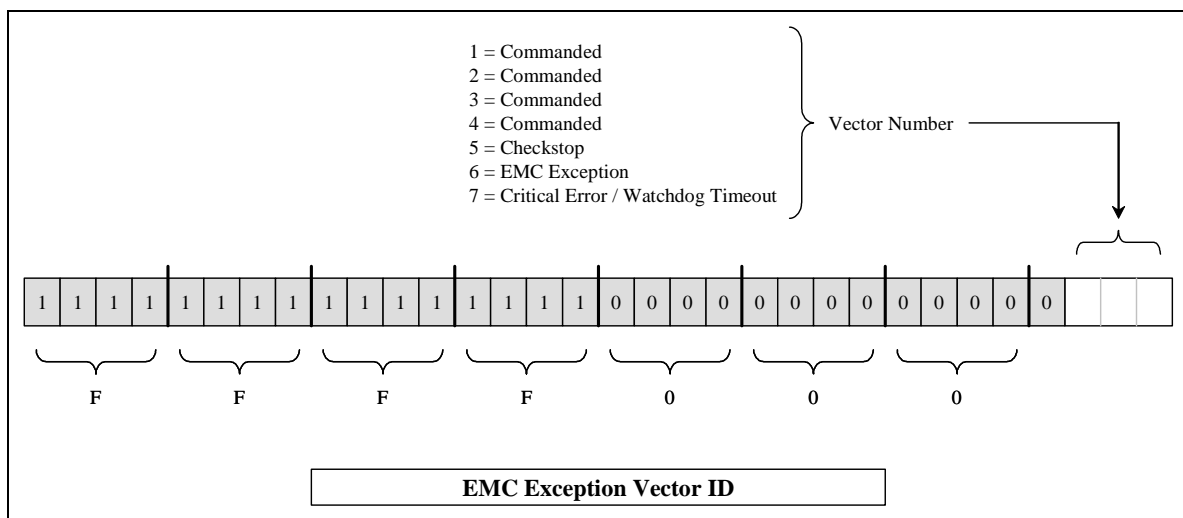 1 = Commanded
2 = Commanded
3 = Commanded
4 = Commanded
5 = Checkstop
6 = EMC Exception
7 = Critical Error / Watchdog Timeout
Vector Number
1 1 1 1 1 1 1 1 1 1 1 1 1 1 1 1 0 0 0 0 0 0 0 0 0 0 0 0 0
F F F F 0 0 0
EMC Exception Vector ID